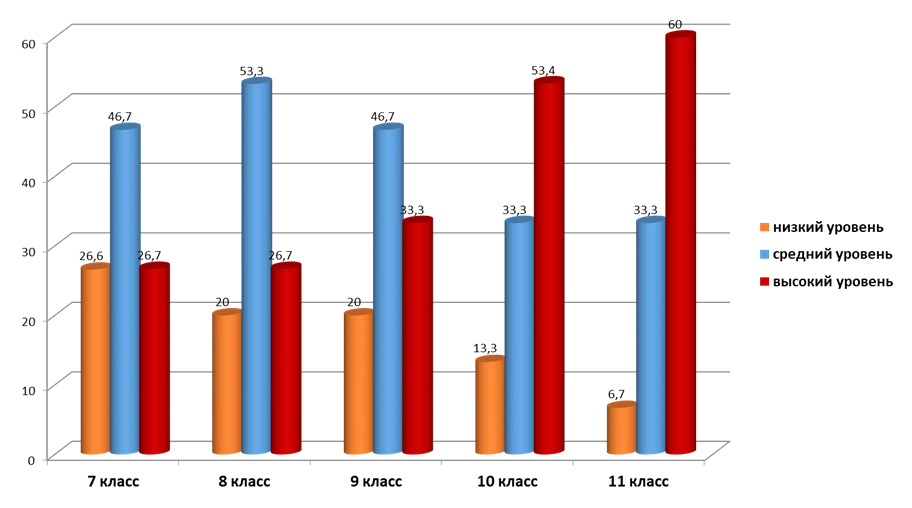 60
50
40
30
20
10
0
26,6
46,7
26,7
20
53,3
26,7
20
46,7
33,3
13,3
33,3
53,4
6,7
33,3
60
7 класс
8 класс
9 класс
10 класс
11 класс
низкий уровень
средний уровень
высокий уровень